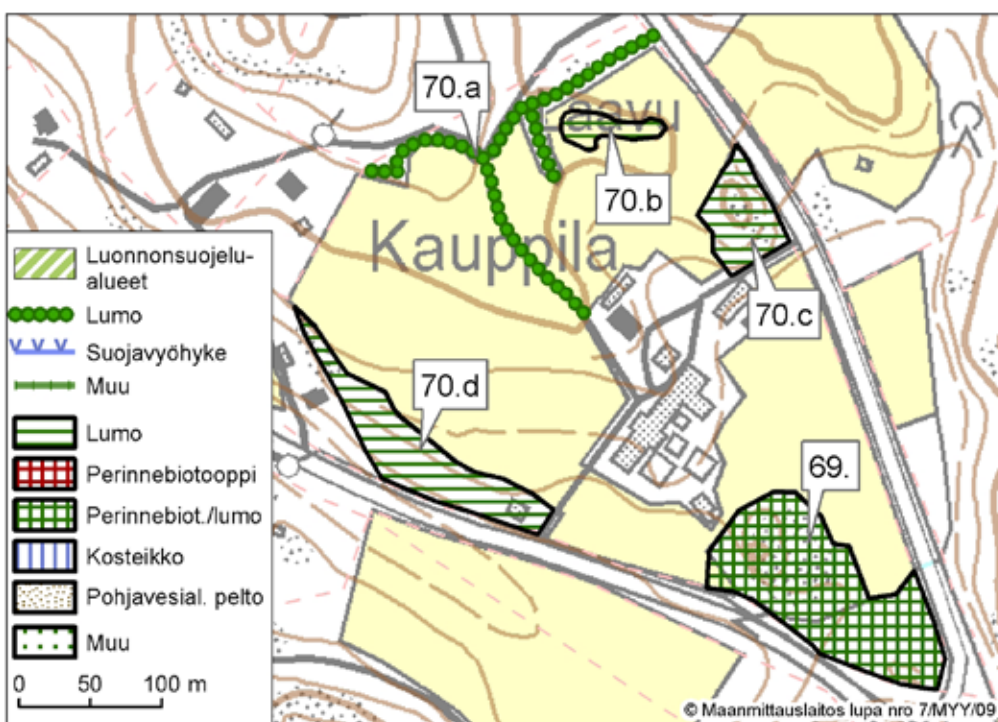 70.a
Laavu
70.b
Kauppila
70.c
70.d
69.
Luonnonsuojelu-
alueet
Lumo
Suojavyöhyke
Muu
Lumo
Perinnebiotooppi
Perinnebiot./lumo
Kosteikko
Pohjavesial. pelto
Muu
0 50 100 m
© Maanmittauslaitos lupa nro 7/MYY/09